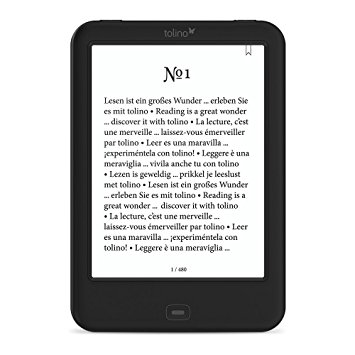 tolino
№1
Lesen ist ein großes Wunder ... erleben Sie
es mit tolino • Reading is a great wonder
... discover it with tolino • La lecture, c'est
une merveille ... laissez-vous émerveiller
par tolino • Leer es una maravilla ...
¡experiméntela con tolino! • Leggere è una
meraviglia ... vivila anche tu con tolino
• Lezen is geweldig ... prikkel je leeslust
met tolino • Lesen ist ein großes Wunder
... erleben Sie es mit tolino • Reading is a
great wonder ... discover it with tolino
• La lecture, c'est une merveille ... laissez-
vous émerveiller par tolino • Leer es
una maravilla ... ¡experiméntela con
tolino! • Leggere è una meraviglia ...
1 / 480